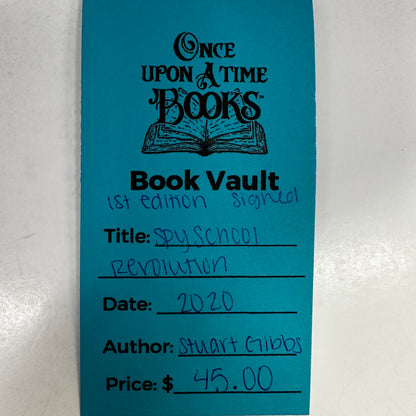 ONCE
UPON A TIME
BOOKS
Book Vault
1st edition signed
Title: Spy School
Revolution
Date: 2020
Author: Stuart Gibbs
Price: $ 45.00